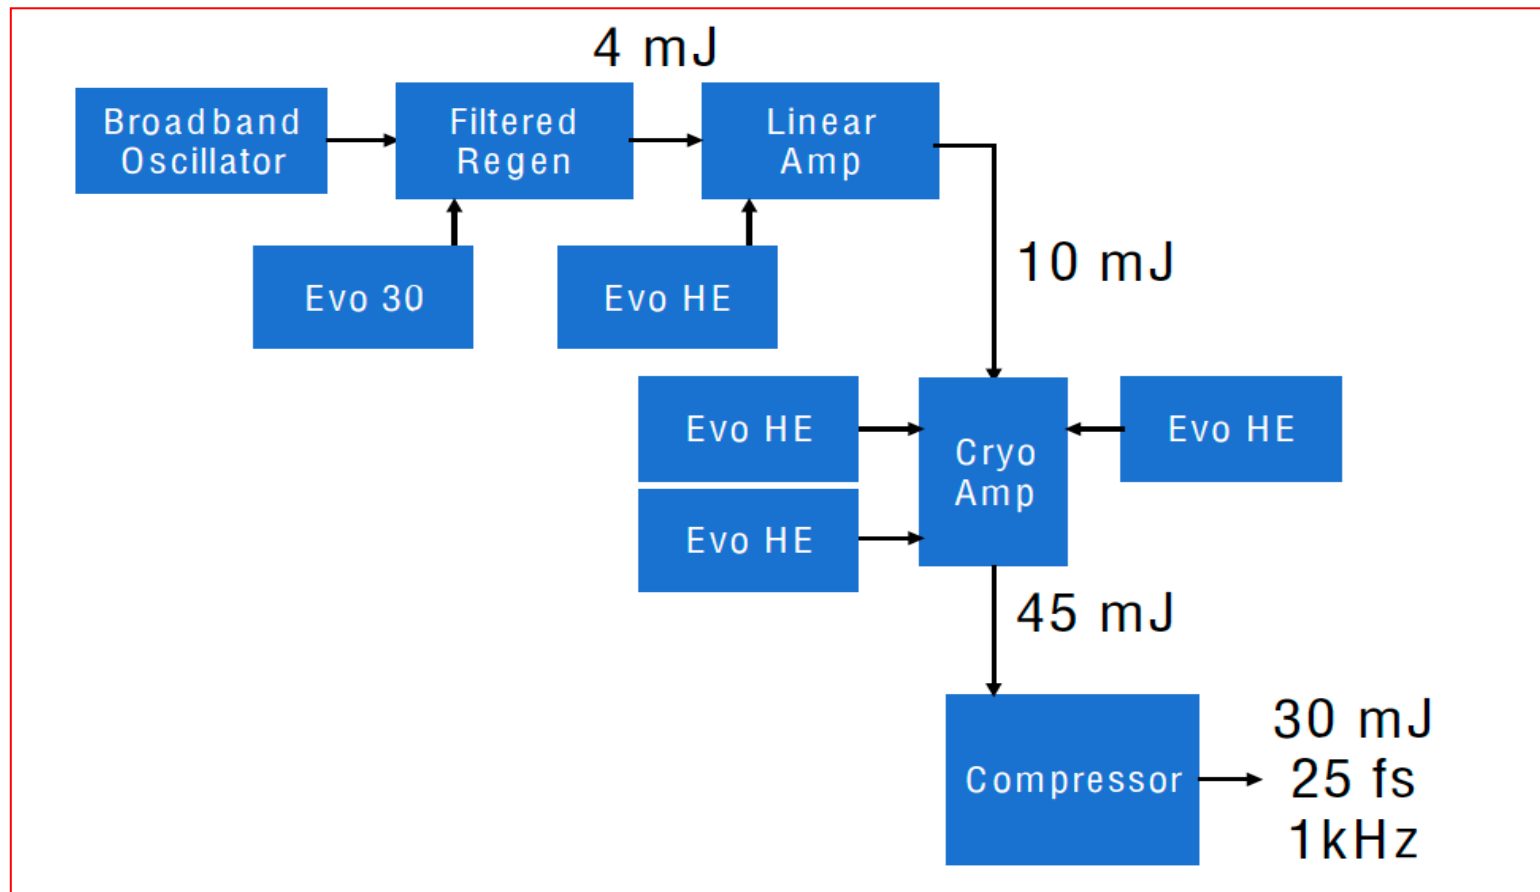 4 mJ
Broadband
Oscillator
Filtered
Regen
Linear
Amp
Evo 30
Evo HE
10 mJ
Evo HE
Cryo
Amp
Evo HE
Evo HE
45 mJ
Compressor
30 mJ
25 fs
1kHz